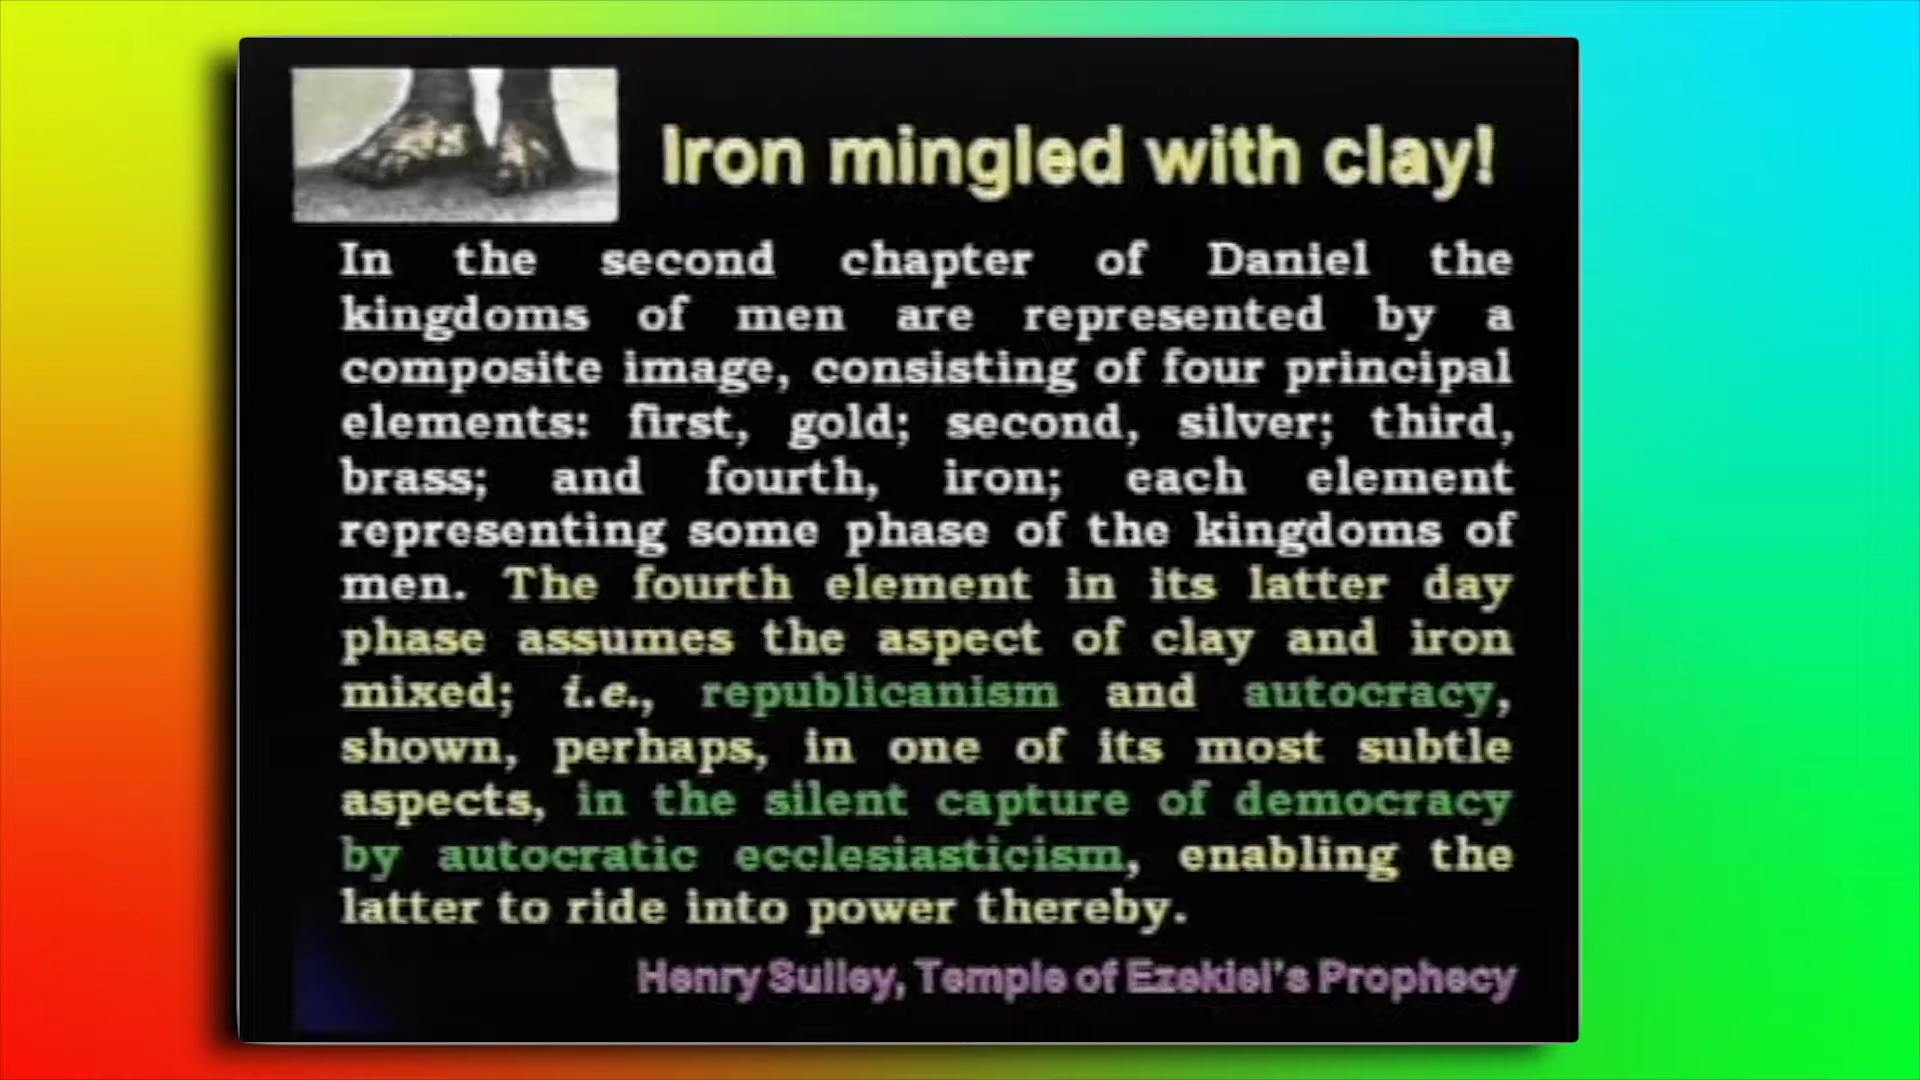 Iron mingled with clay!
In the second chapter of Daniel the
kingdoms of men are represented by a
composite image, consisting of four principal
elements: first, gold; second, silver; third,
brass; and fourth, iron; each element
representing some phase of the kingdoms of
men. The fourth element in its latter day
phase assumes the aspect of clay and iron
mixed; i.e., republicanism and autocracy,
shown, perhaps, in one of its most subtle
aspects, in the silent capture of democracy
by autocratic ecclesiasticism, enabling the
latter to ride into power thereby.
Henry Sulley, Temple of Ezekiel's Prophecy